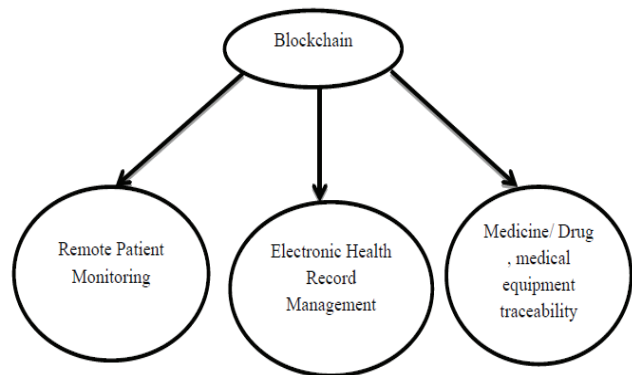 Blockchain
Remote Patient
Monitoring
Electronic Health
Record
Management
Medicine/ Drug
, medical
equipment
traceability